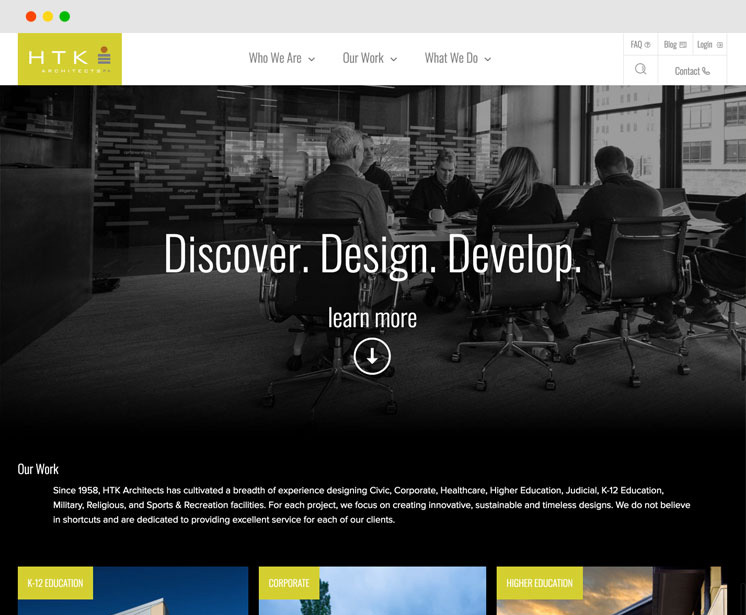 HTK
ARCHITECTS
Who We Are
Our Work
What We Do
FAQ
Blog
Login
Contact
Discover. Design. Develop.
learn more
Our Work
Since 1958, HTK Architects has cultivated a breadth of experience designing Civic, Corporate, Healthcare, Higher Education, Judicial, K-12 Education,
Military, Religious, and Sports & Recreation facilities. For each project, we focus on creating innovative, sustainable and timeless designs. We do not believe
in shortcuts and are dedicated to providing excellent service for each of our clients.
K-12 EDUCATION
CORPORATE
HIGHER EDUCATION